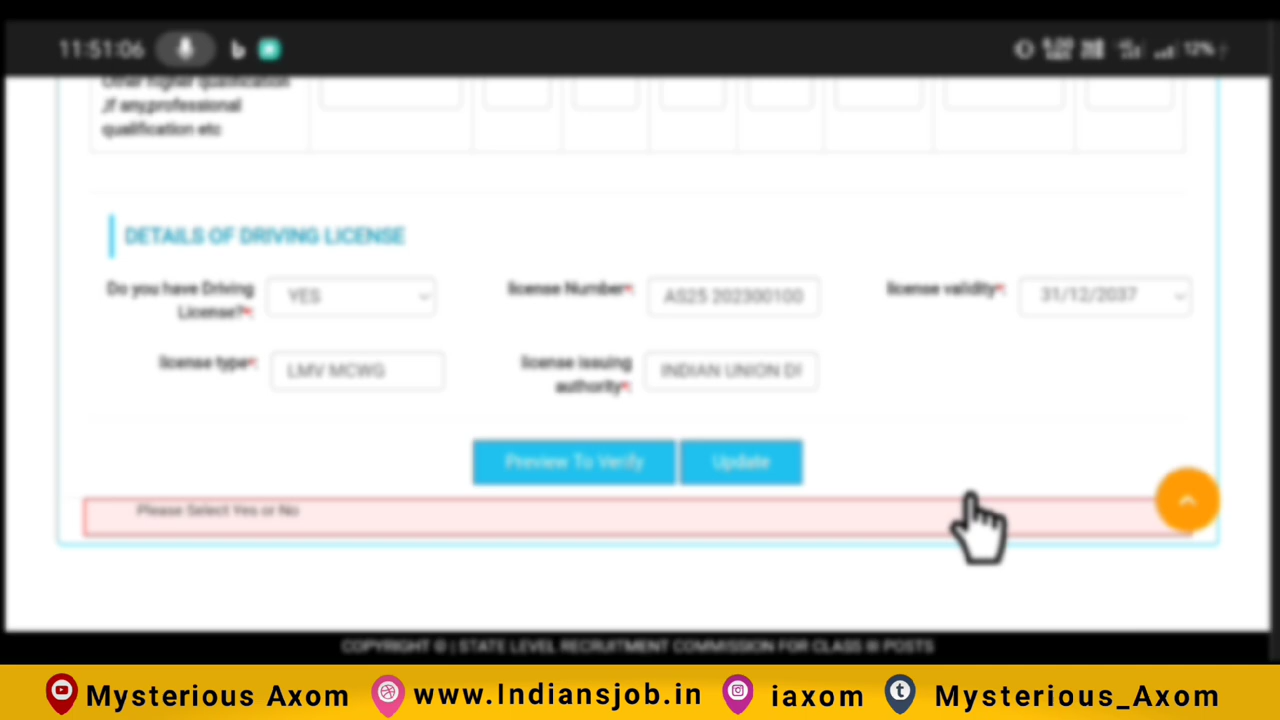 11:51:06 12%
Other higher qualification
,if any,professional
qualification etc
DETAILS OF DRIVING LICENSE
Do you have Driving License?*: YES
license Number*: AS25 202300100
license validity*: 31/12/2037
license type*: LMV MCWG
license issuing authority*: INDIAN UNION DR
Preview To Verify Update
Please Select Yes or No
COPYRIGHT © | STATE LEVEL RECRUITMENT COMMISSION FOR CLASS III POSTS
Mysterious Axom www.Indiansjob.in iaxom Mysterious_Axom